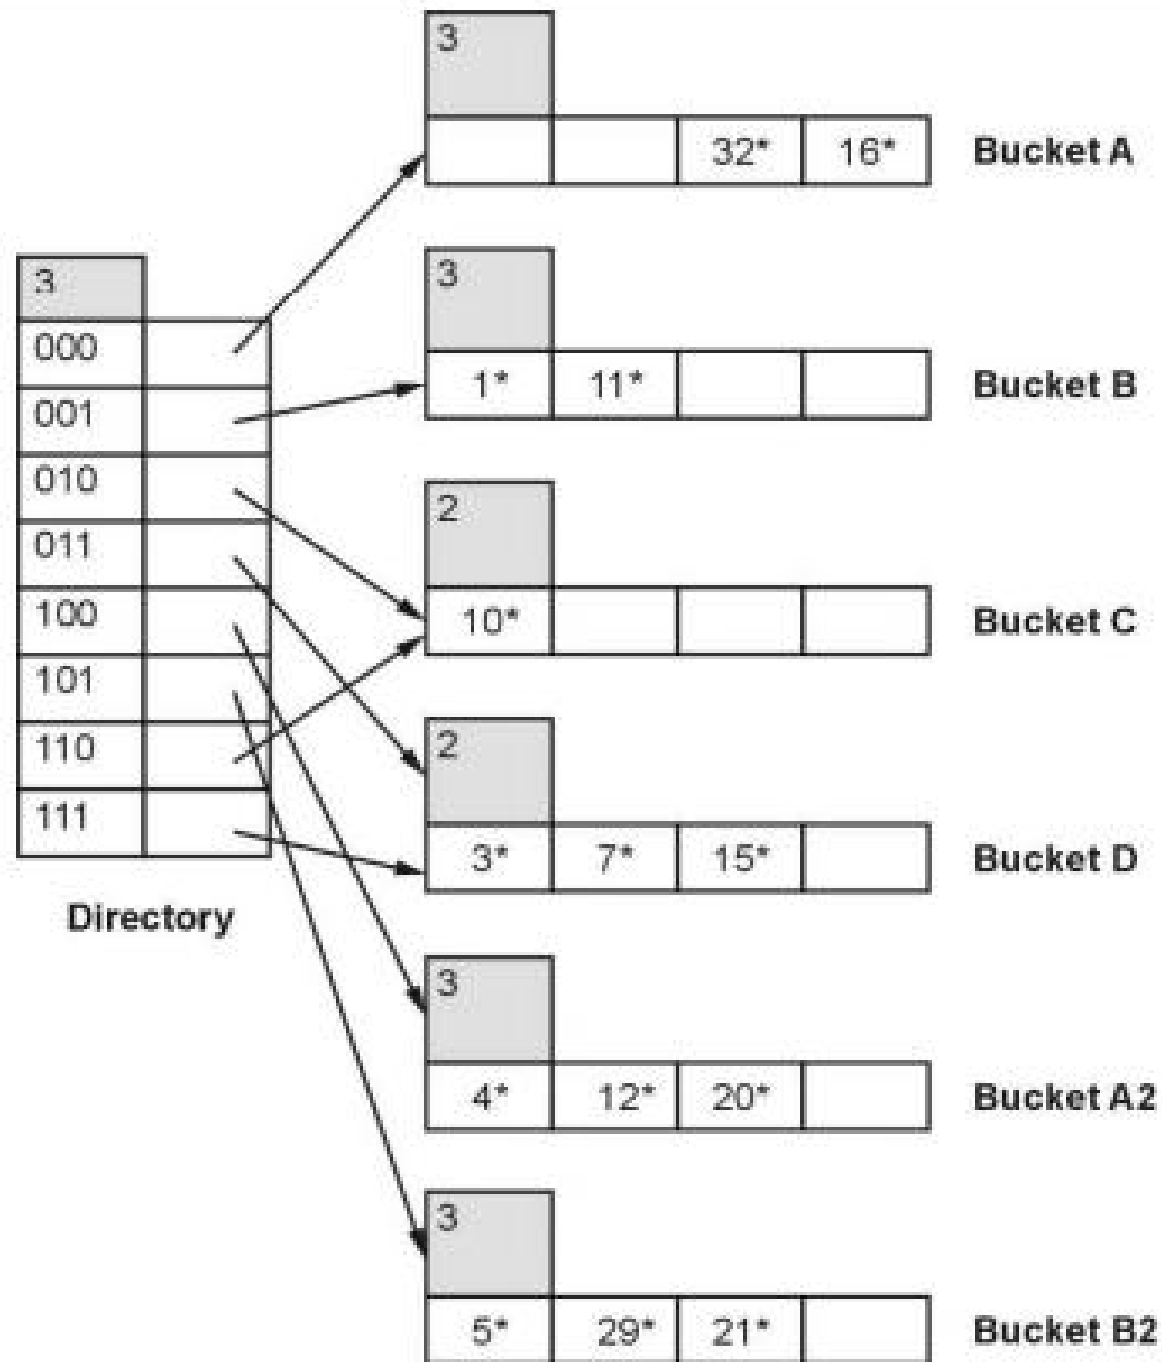 3
32* 16* Bucket A
3
1* 11* Bucket B
2
10* Bucket C
2
3* 7* 15* Bucket D
3
4* 12* 20* Bucket A2
3
5* 29* 21* Bucket B2
3
000
001
010
011
100
101
110
111
Directory